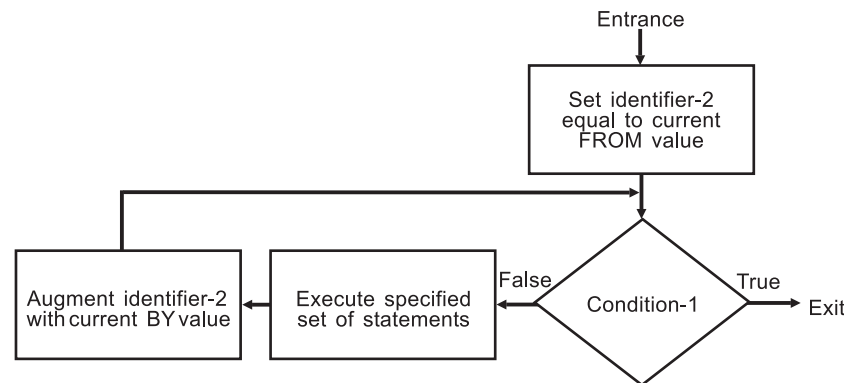 Entrance
Set identifier-2
equal to current
FROM value
False
True
Augment identifier-2
with current BY value
Execute specified
set of statements
Condition-1
Exit